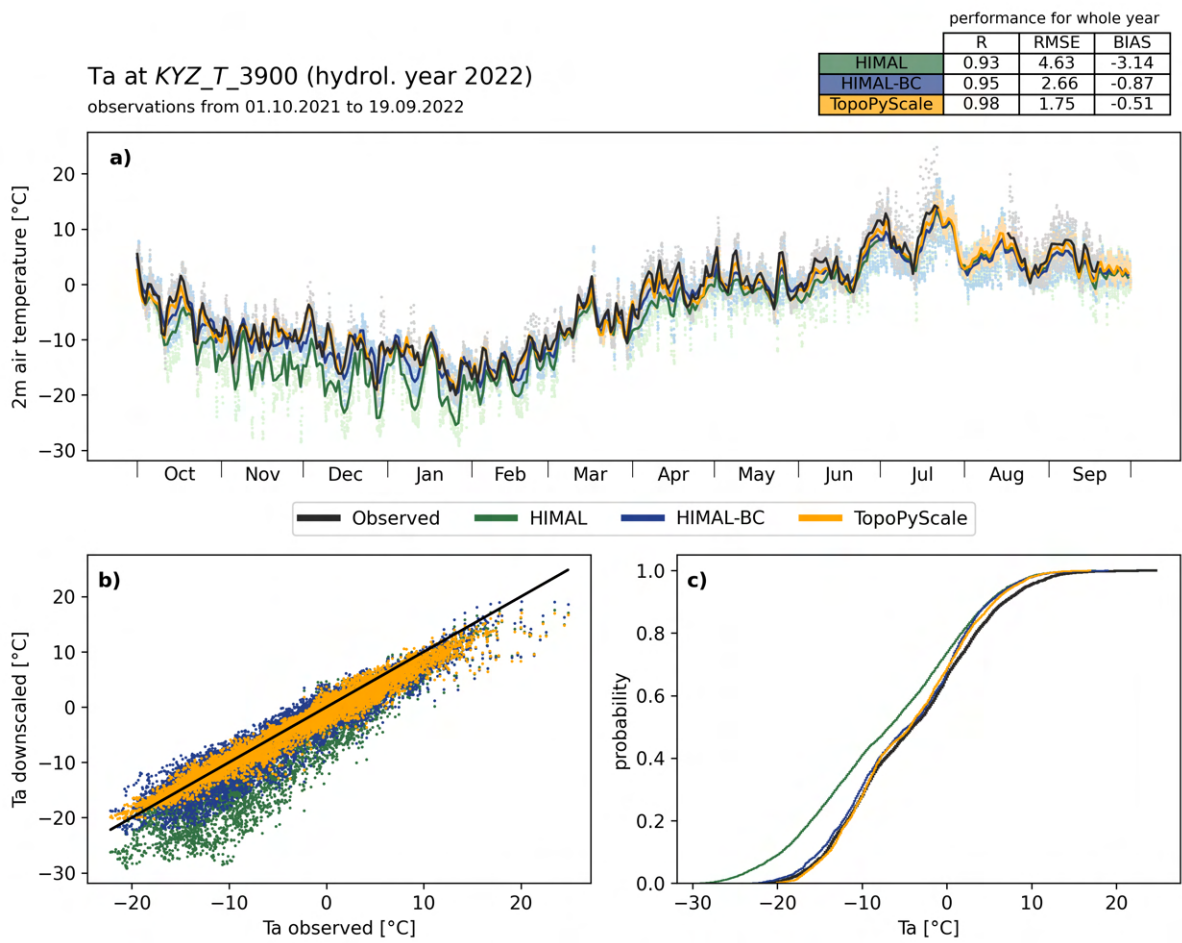 performance for whole year
R RMSE BIAS
HIMAL 0.93 4.63 -3.14
HIMAL-BC 0.95 2.66 -0.87
TopoPyScale 0.98 1.75 -0.51
Ta at KYZ_T_3900 (hydrol. year 2022)
observations from 01.10.2021 to 19.09.2022
a)
2m air temperature [°C]
20
10
0
−10
−20
−30
Oct Nov Dec Jan Feb Mar Apr May Jun Jul Aug Sep
Observed HIMAL HIMAL-BC TopoPyScale
b)
Ta downscaled [°C]
20
10
0
−10
−20
−30
−20 −10 0 10 20
Ta observed [°C]
c)
probability
1.0
0.8
0.6
0.4
0.2
0.0
−30 −20 −10 0 10 20
Ta [°C]